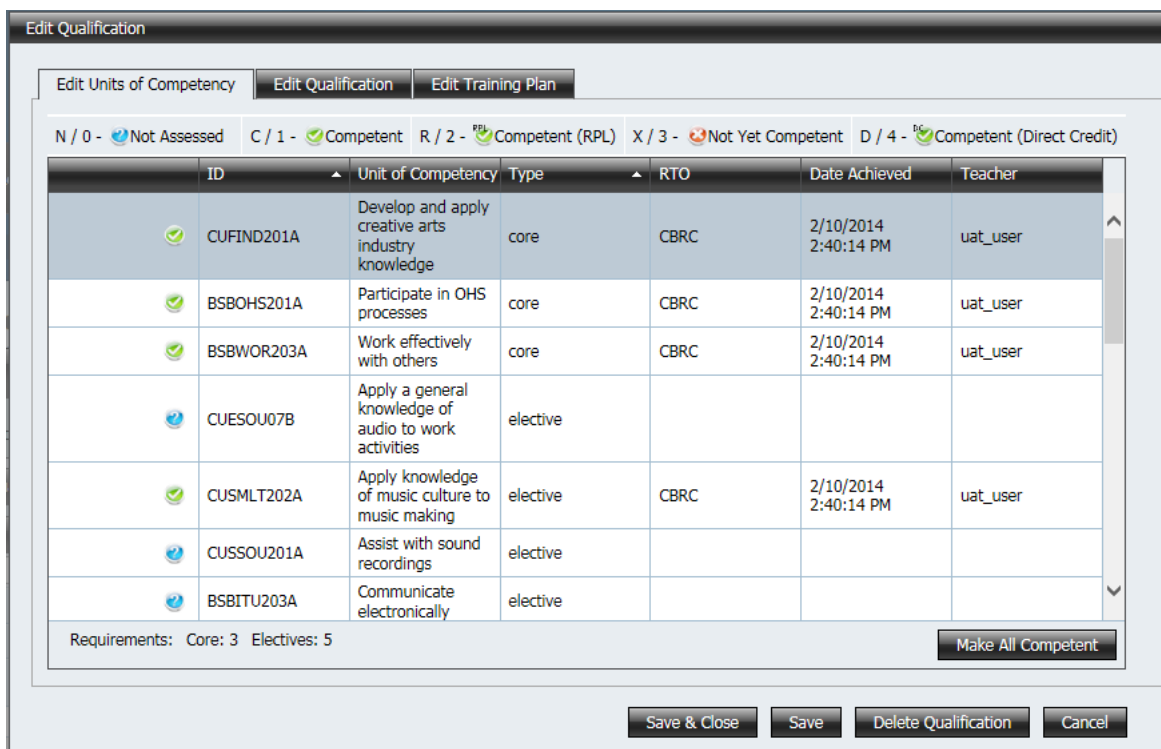 Edit Qualification
Edit Units of Competency Edit Qualification Edit Training Plan
N / 0 - Not Assessed C / 1 - Competent R / 2 - RPL Competent (RPL) X / 3 - Not Yet Competent D / 4 - DC Competent (Direct Credit)
ID Unit of Competency Type RTO Date Achieved Teacher
CUFIND201A Develop and apply creative arts industry knowledge core CBRC 2/10/2014 2:40:14 PM uat_user
BSBOHS201A Participate in OHS processes core CBRC 2/10/2014 2:40:14 PM uat_user
BSBWOR203A Work effectively with others core CBRC 2/10/2014 2:40:14 PM uat_user
CUESOU07B Apply a general knowledge of audio to work activities elective
CUSMLT202A Apply knowledge of music culture to music making elective CBRC 2/10/2014 2:40:14 PM uat_user
CUSSOU201A Assist with sound recordings elective
BSBITU203A Communicate electronically elective
Requirements: Core: 3 Electives: 5
Make All Competent
Save & Close Save Delete Qualification Cancel